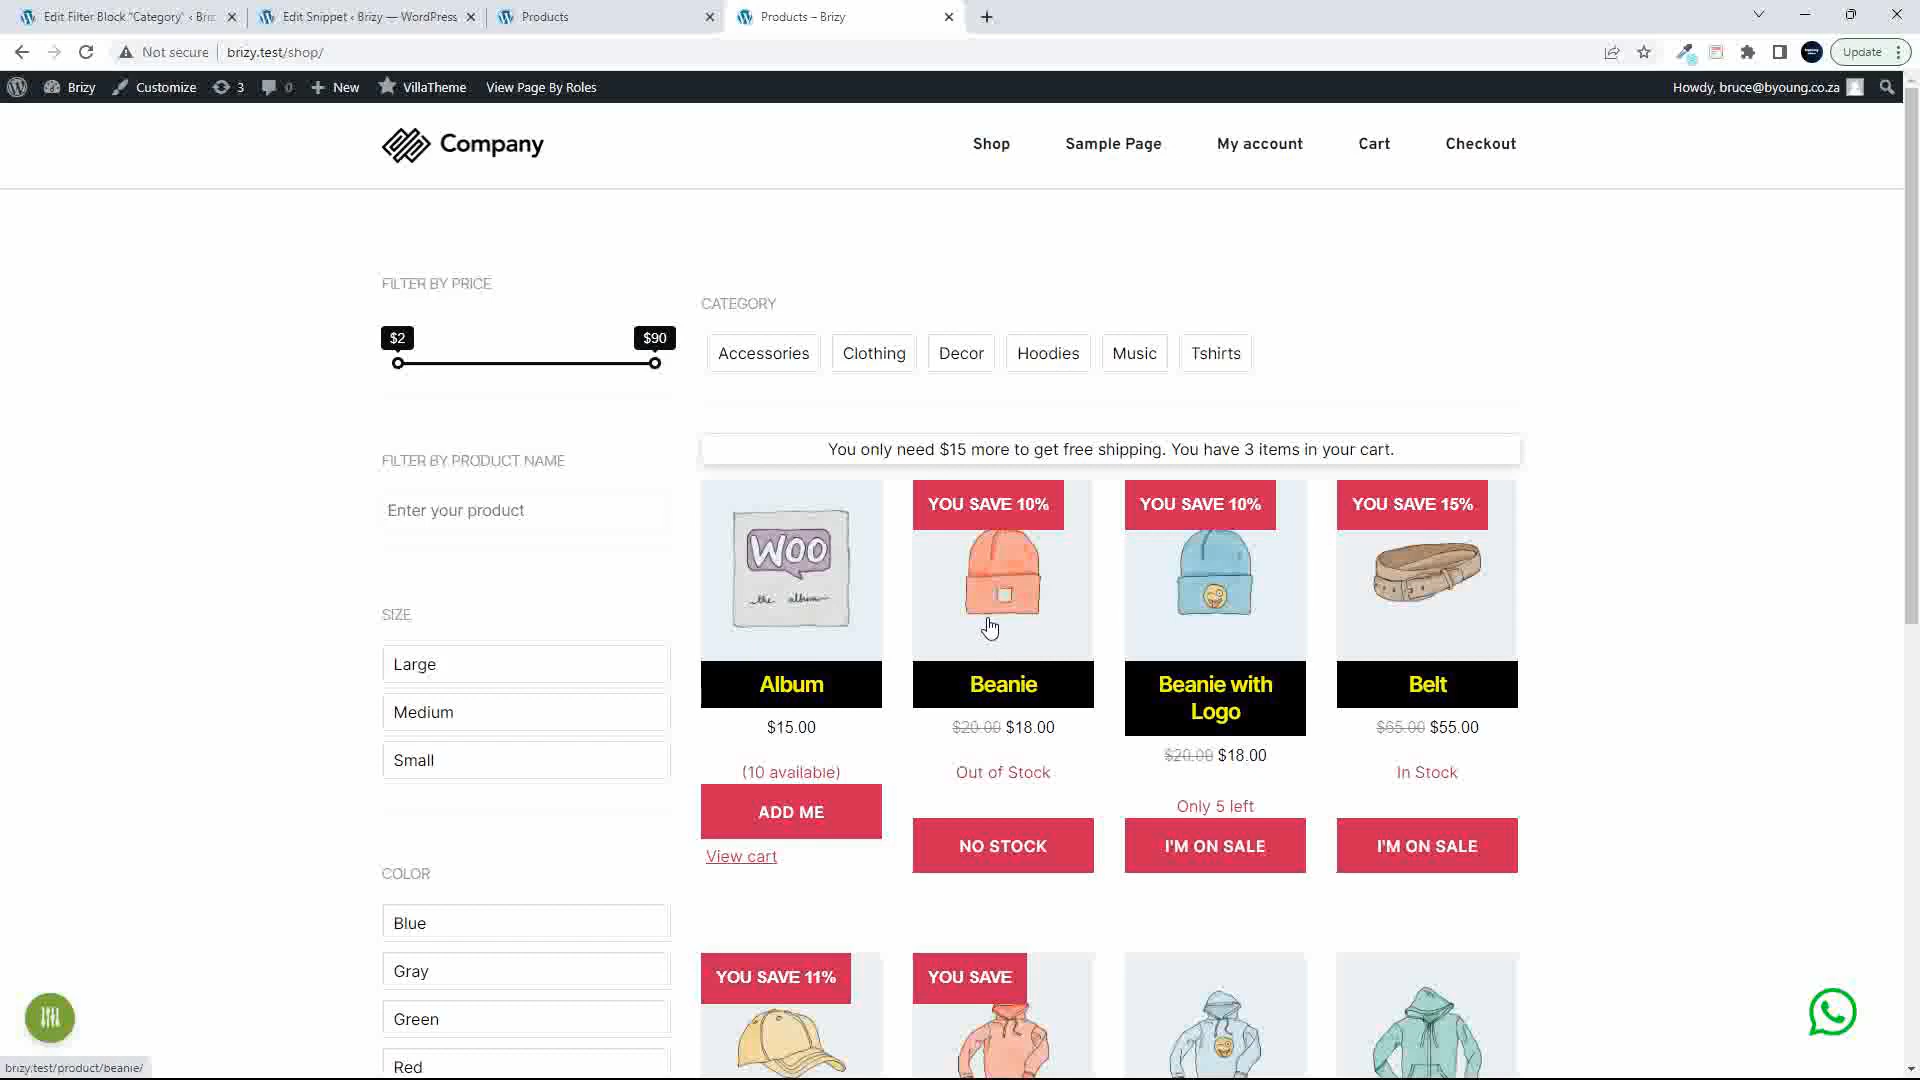 Edit Filter Block "Category" ‹ Briz
Edit Snippet ‹ Brizy — WordPress
Products
Products – Brizy
Not secure
brizy.test/shop/
Update
Brizy
Customize
3
0
New
VillaTheme
View Page By Roles
Howdy, bruce@byoung.co.za
Company
Shop
Sample Page
My account
Cart
Checkout
FILTER BY PRICE
$2
$90
FILTER BY PRODUCT NAME
Enter your product
SIZE
Large
Medium
Small
COLOR
Blue
Gray
Green
Red
CATEGORY
Accessories
Clothing
Decor
Hoodies
Music
Tshirts
You only need $15 more to get free shipping. You have 3 items in your cart.
WOO
the album
Album
$15.00
(10 available)
ADD ME
View cart
YOU SAVE 10%
Beanie
$20.00 $18.00
Out of Stock
NO STOCK
YOU SAVE 10%
Beanie with
Logo
$20.00 $18.00
Only 5 left
I'M ON SALE
YOU SAVE 15%
Belt
$65.00 $55.00
In Stock
I'M ON SALE
YOU SAVE 11%
YOU SAVE
brizy.test/product/beanie/